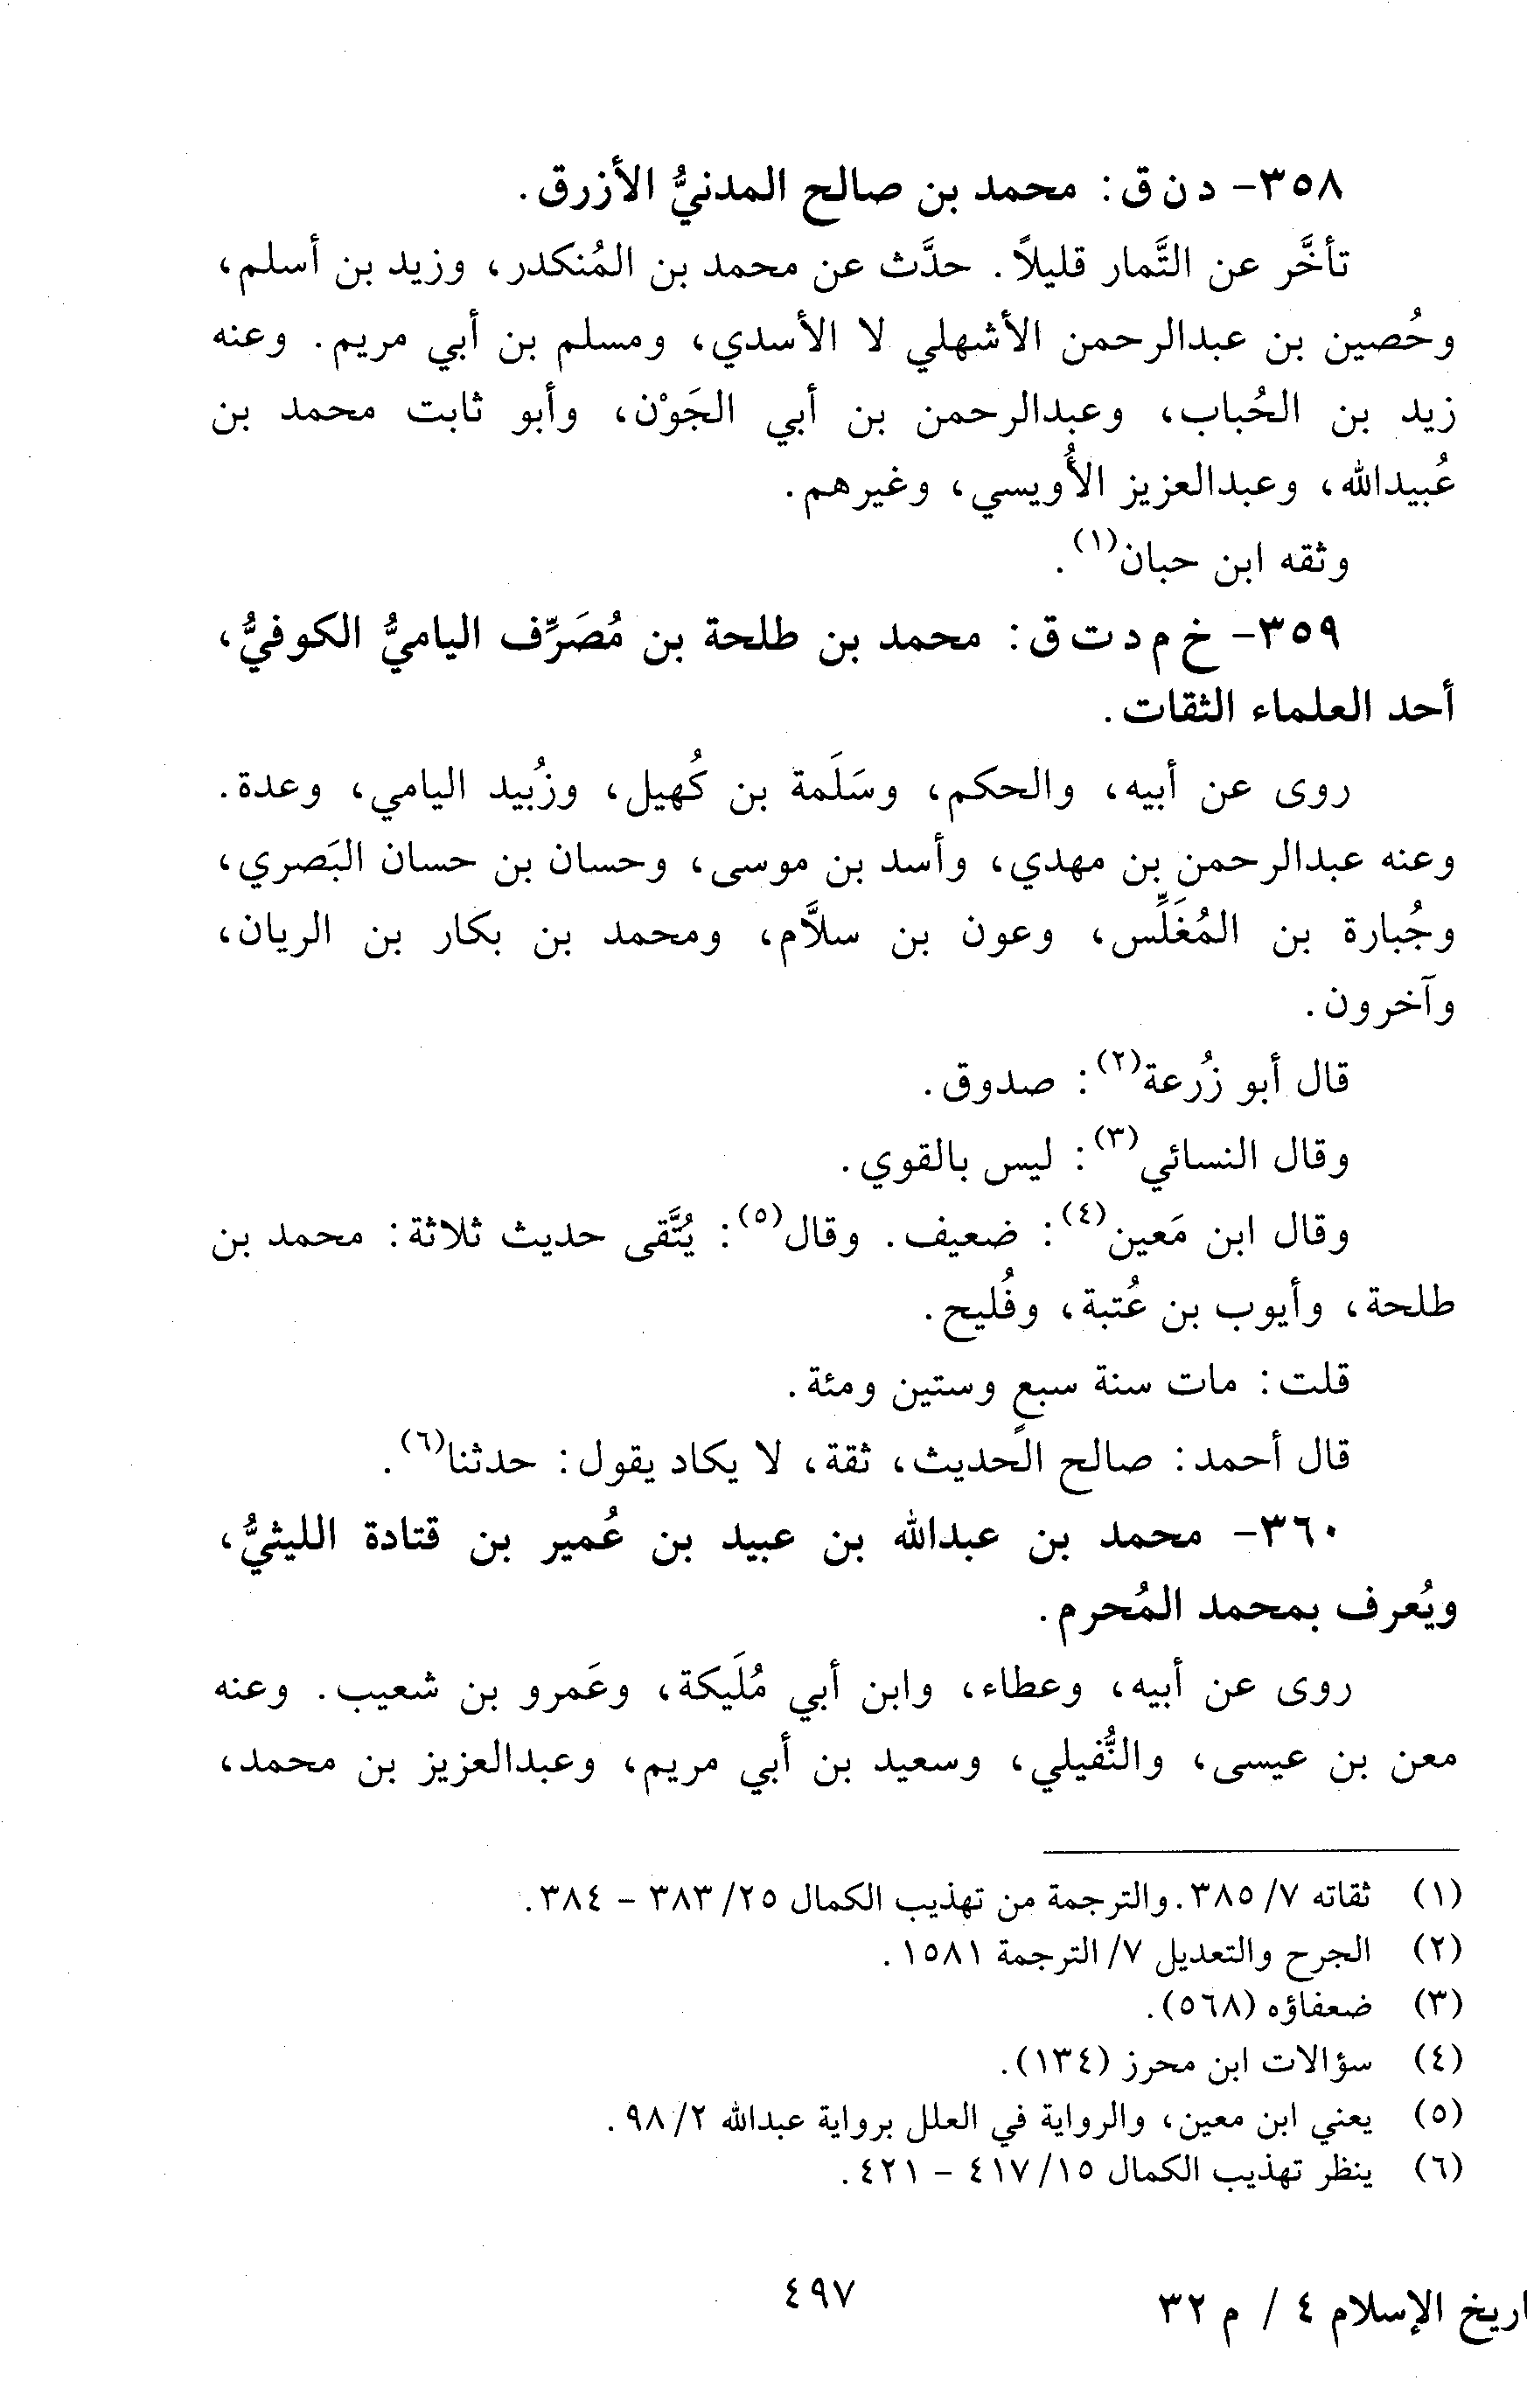 ٣٥٨- د ن ق: محمد بن صالح المدنيُّ الأزرق.
تأخَّر عن التَّمار قليلاً. حدَّث عن محمد بن المُنكدر، وزيد بن أسلم،
وحُصين بن عبدالرحمن الأشهلي لا الأسدي، ومسلم بن أبي مريم. وعنه
زيد بن الحُباب، وعبدالرحمن بن أبي الجَوْن، وأبو ثابت محمد بن
عُبيدالله، وعبدالعزيز الأُويسي، وغيرهم.
وثقه ابن حبان(١).
٣٥٩- خ م د ت ق: محمد بن طلحة بن مُصَرِّف الياميُّ الكوفيُّ،
أحد العلماء الثقات.
روى عن أبيه، والحكم، وسَلَمة بن كُهيل، وزُبيد اليامي، وعدة.
وعنه عبدالرحمن بن مهدي، وأسد بن موسى، وحسان بن حسان البَصري،
وجُبارة بن المُغَلِّس، وعون بن سلاَّم، ومحمد بن بكار بن الريان،
وآخرون.
قال أبو زُرعة(٢): صدوق.
وقال النسائي(٣): ليس بالقوي.
وقال ابن مَعين(٤): ضعيف. وقال(٥): يُتَّقى حديث ثلاثة: محمد بن
طلحة، وأيوب بن عُتبة، وفُليح.
قلت: مات سنة سبعٍ وستين ومئة.
قال أحمد: صالح الحديث، ثقة، لا يكاد يقول: حدثنا(٦).
٣٦٠- محمد بن عبدالله بن عبيد بن عُمير بن قتادة الليثيُّ،
ويُعرف بمحمد المُحرم.
روى عن أبيه، وعطاء، وابن أبي مُلَيكة، وعَمرو بن شعيب. وعنه
معن بن عيسى، والنُّفيلي، وسعيد بن أبي مريم، وعبدالعزيز بن محمد،
(١) ثقاته ٧/ ٣٨٥. والترجمة من تهذيب الكمال ٢٥/ ٣٨٣ - ٣٨٤.
(٢) الجرح والتعديل ٧/ الترجمة ١٥٨١.
(٣) ضعفاؤه (٥٦٨).
(٤) سؤالات ابن محرز (١٣٤).
(٥) يعني ابن معين، والرواية في العلل برواية عبدالله ٢/ ٩٨.
(٦) ينظر تهذيب الكمال ١٥/ ٤١٧ - ٤٢١.
٤٩٧
اريخ الإسلام ٤ / م ٣٢